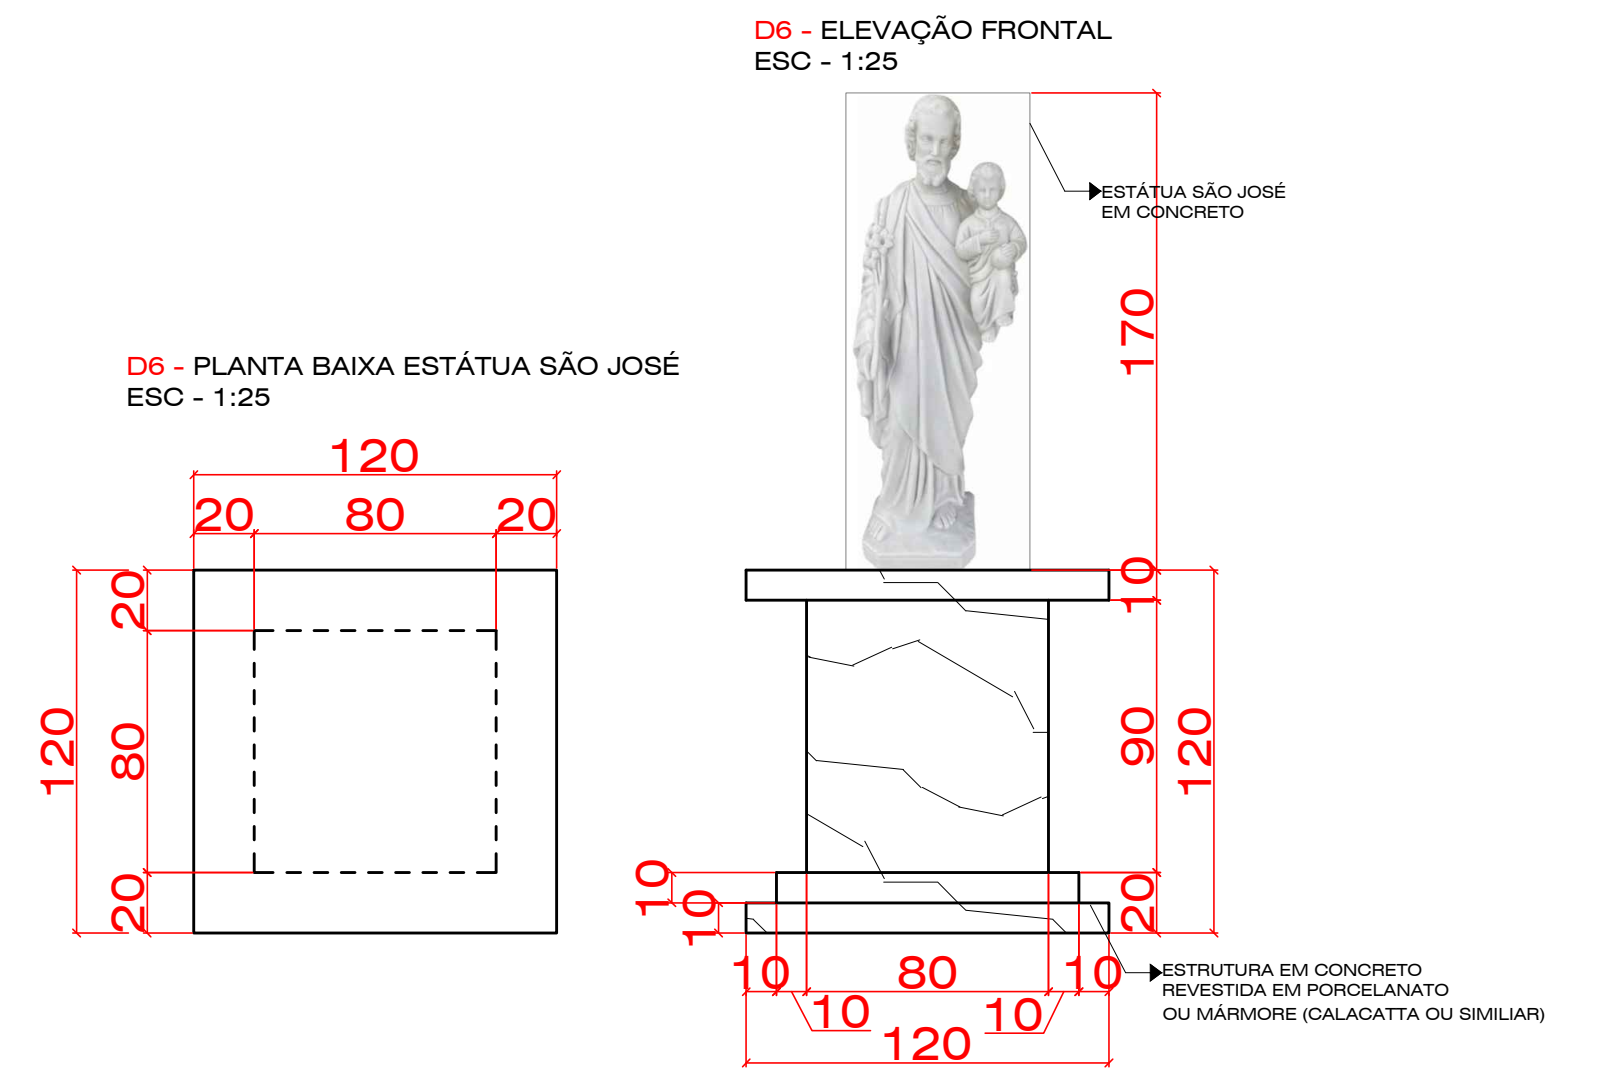 D6 - ELEVAÇÃO FRONTAL
ESC - 1:25
ESTÁTUA SÃO JOSÉ
EM CONCRETO
170
D6 - PLANTA BAIXA ESTÁTUA SÃO JOSÉ
ESC - 1:25
120
20 80 20
20
80
20
120
10
90
20
120
10
10
10 80 10
10 10
120
ESTRUTURA EM CONCRETO
REVESTIDA EM PORCELANATO
OU MÁRMORE (CALACATTA OU SIMILIAR)